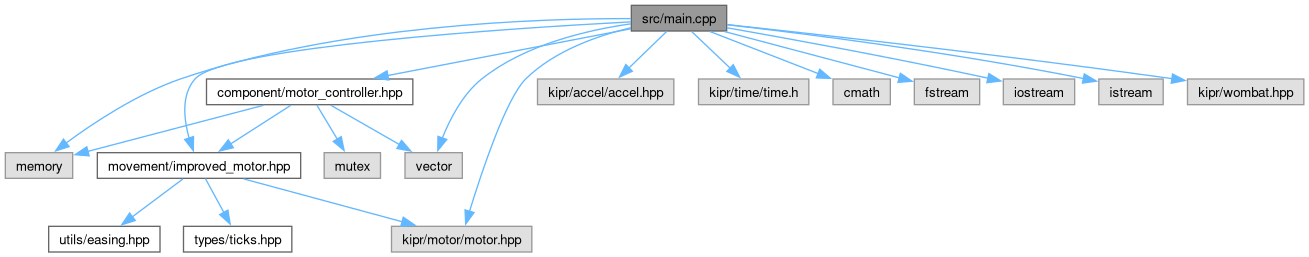 src/main.cpp
component/motor_controller.hpp
kipr/accel/accel.hpp
kipr/time/time.h
cmath
fstream
iostream
istream
kipr/wombat.hpp
memory
movement/improved_motor.hpp
mutex
vector
utils/easing.hpp
types/ticks.hpp
kipr/motor/motor.hpp